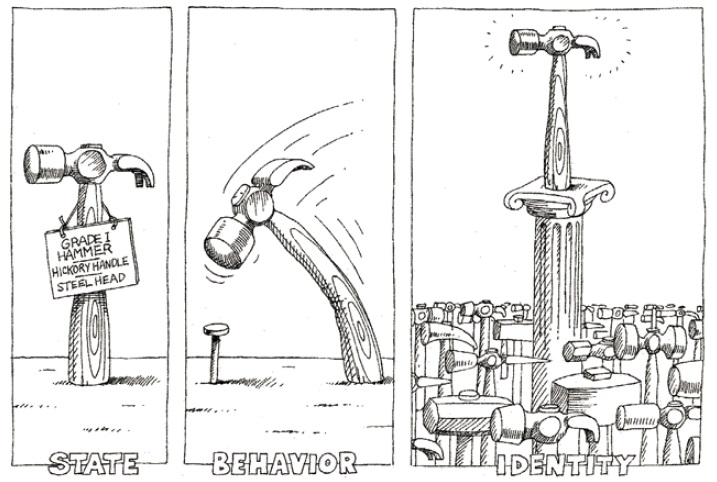 GRADE I
HAMMER
HICKORY HANDLE
STEEL HEAD
STATE
BEHAVIOR
IDENTITY